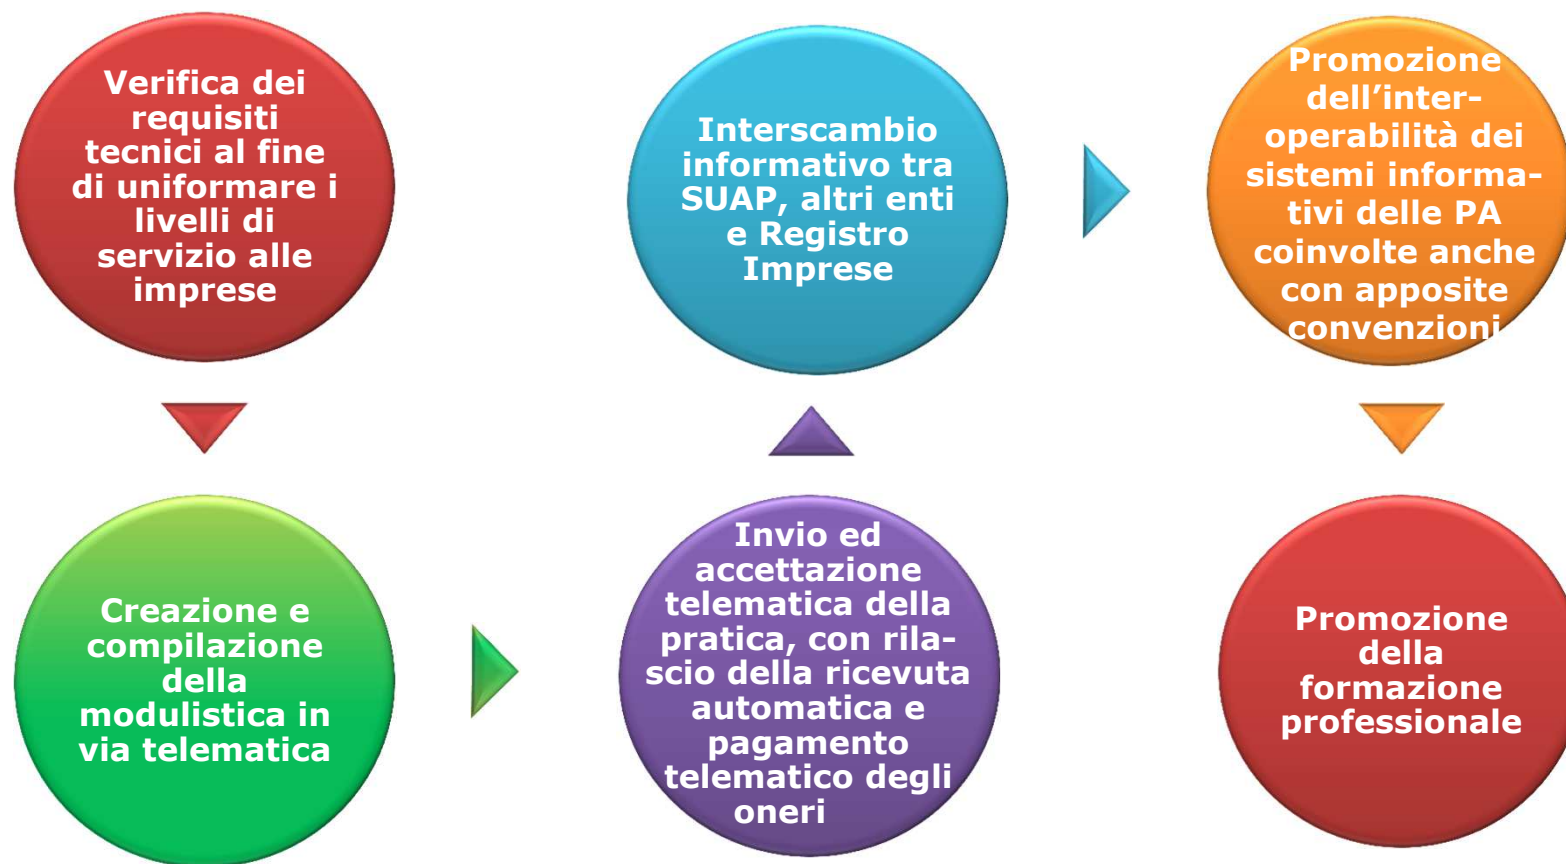 Verifica dei
requisiti
tecnici al fine
di uniformare i
livelli di
servizio alle
imprese
Creazione e
compilazione
della
modulistica in
via telematica
Invio ed
accettazione
telematica della
pratica, con rila-
scio della ricevuta
automatica e
pagamento
telematico degli
oneri
Interscambio
informativo tra
SUAP, altri enti
e Registro
Imprese
Promozione
dell’inter-
operabilità dei
sistemi informa-
tivi delle PA
coinvolte anche
con apposite
convenzioni
Promozione
della
formazione
professionale